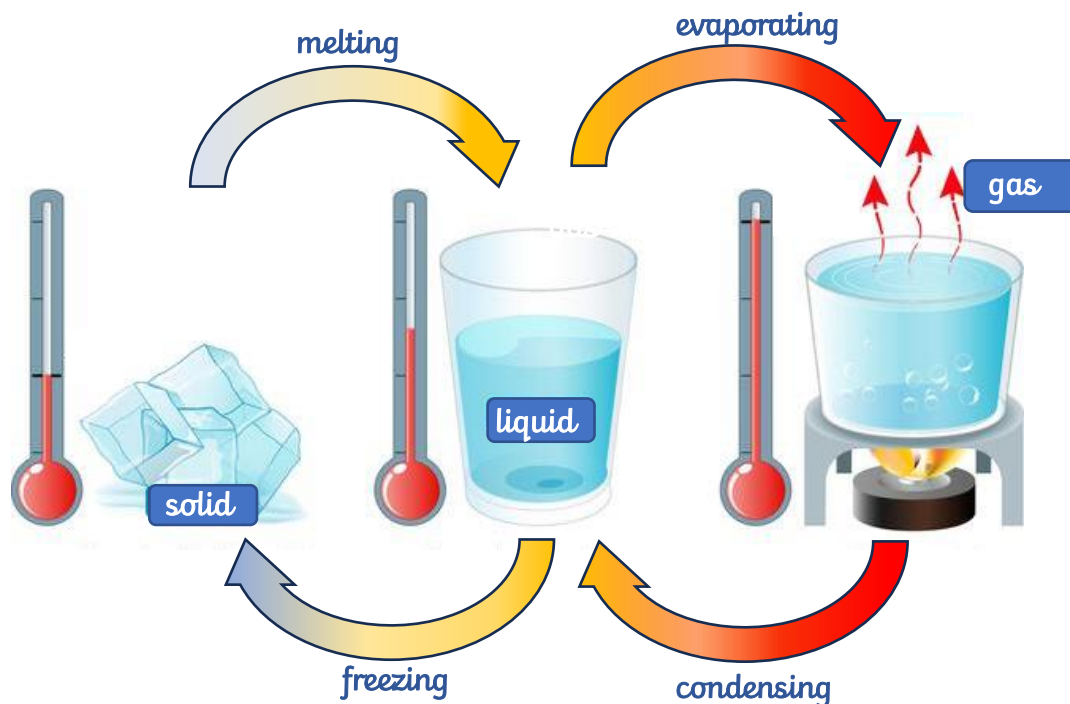 melting
evaporating
gas
liquid
solid
freezing
condensing